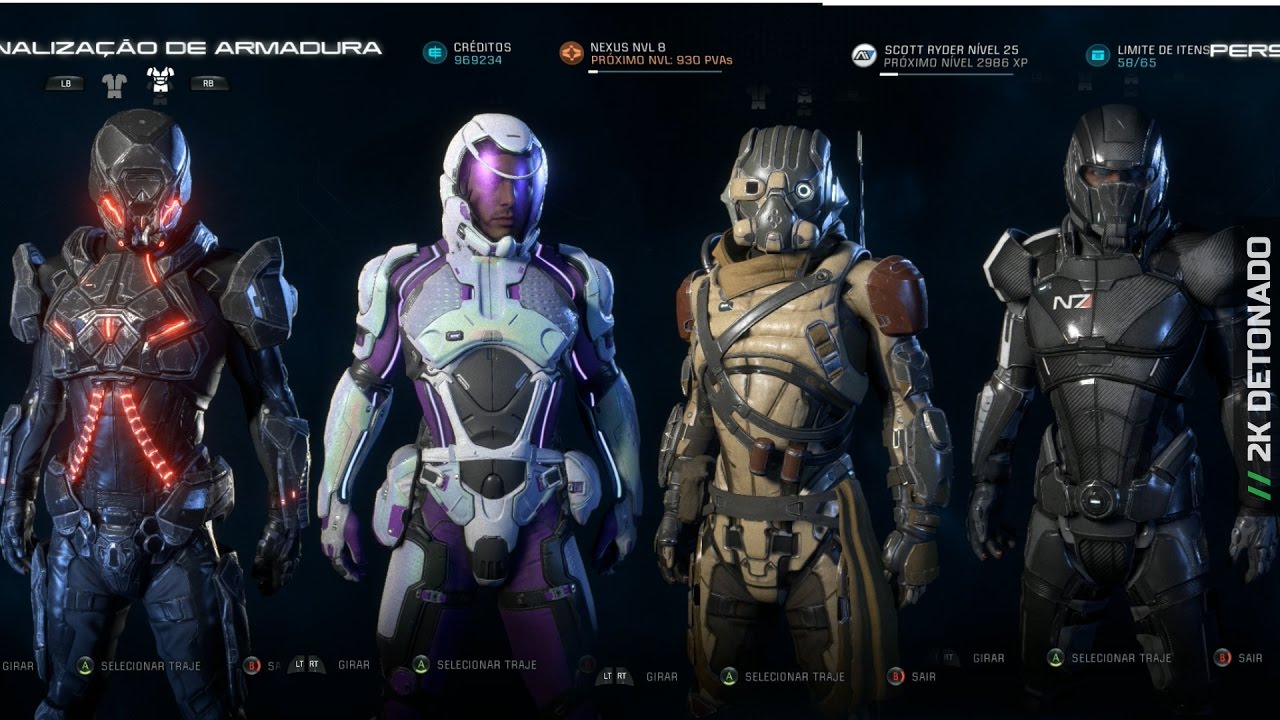 NALIZAÇÃO DE ARMADURA
CRÉDITOS
969234
NEXUS NVL 8
PRÓXIMO NVL: 930 PVAs
SCOTT RYDER NÍVEL 25
PRÓXIMO NÍVEL 2986 XP
LIMITE DE ITENS
58/65
PERS
LB
RB
N7
// 2K DETONADO
GIRAR
A SELECIONAR TRAJE
B SA
LT RT GIRAR
A SELECIONAR TRAJE
LT RT GIRAR
A SELECIONAR TRAJE
B SAIR
RT GIRAR
A SELECIONAR TRAJE
B SAIR